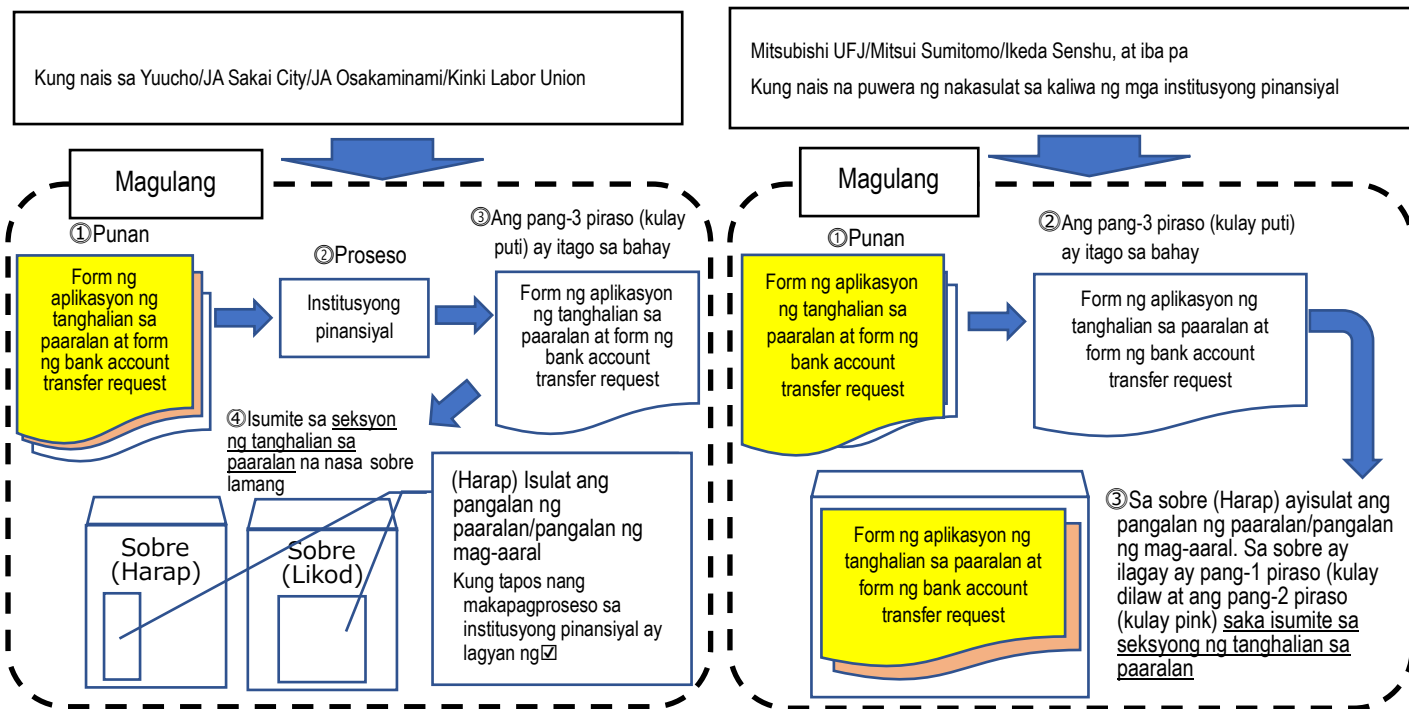 Kung nais sa Yuucho/JA Sakai City/JA Osakaminami/Kinki Labor Union
Magulang
①Punan
Form ng
aplikasyon ng
tanghalian sa
paaralan at form
ng bank account
transfer request
②Proseso
Institusyong
pinansiyal
③Ang pang-3 piraso (kulay
puti) ay itago sa bahay
Form ng aplikasyon
ng tanghalian sa
paaralan at form ng
bank account
transfer request
④Isumite sa seksyon
ng tanghalian sa
paaralan na nasa sobre
lamang
Sobre
(Harap)
Sobre
(Likod)
(Harap) Isulat ang
pangalan ng
paaralan/pangalan ng
mag-aaral
Kung tapos nang
makapagproseso sa
institusyong pinansiyal ay
lagyan ng☑
Mitsubishi UFJ/Mitsui Sumitomo/Ikeda Senshu, at iba pa
Kung nais na puwera ng nakasulat sa kaliwa ng mga institusyong pinansiyal
Magulang
①Punan
Form ng aplikasyon
ng tanghalian sa
paaralan at form ng
bank account
transfer request
②Ang pang-3 piraso (kulay puti)
ay itago sa bahay
Form ng aplikasyon ng
tanghalian sa paaralan at
form ng bank account
transfer request
Form ng aplikasyon ng
tanghalian sa paaralan at
form ng bank account
transfer request
③Sa sobre (Harap) ayisulat ang
pangalan ng paaralan/pangalan
ng mag-aaral. Sa sobre ay
ilagay ay pang-1 piraso (kulay
dilaw at ang pang-2 piraso
(kulay pink) saka isumite sa
seksyong ng tanghalian sa
paaralan